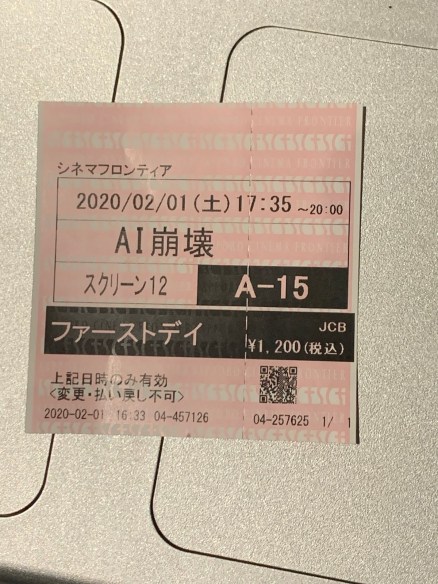 シネマフロンティア
2020/02/01(土)17:35 ~20:00
AI崩壊
スクリーン12 A-15
ファーストデイ JCB
¥1,200(税込)
上記日時のみ有効
<変更・払い戻し不可>
2020-02-01 16:33 04-457126 04-257625 1/ 1